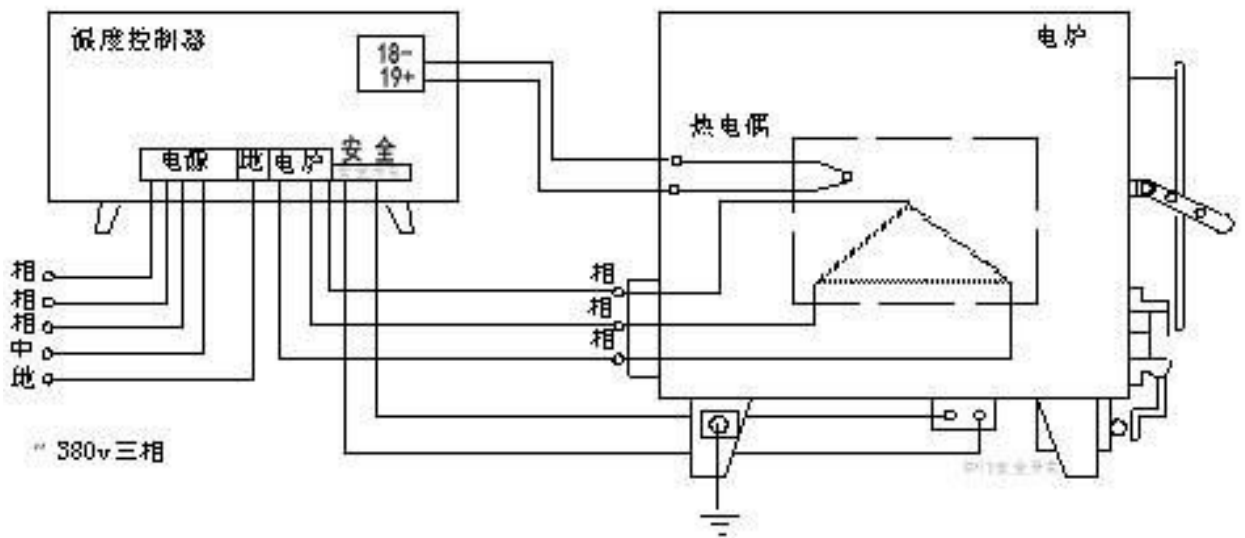 温度控制器
18-
19+
电炉
热电偶
电源 地 电炉 安全
相
相
相
中
地
相
相
相
~ 380v三相